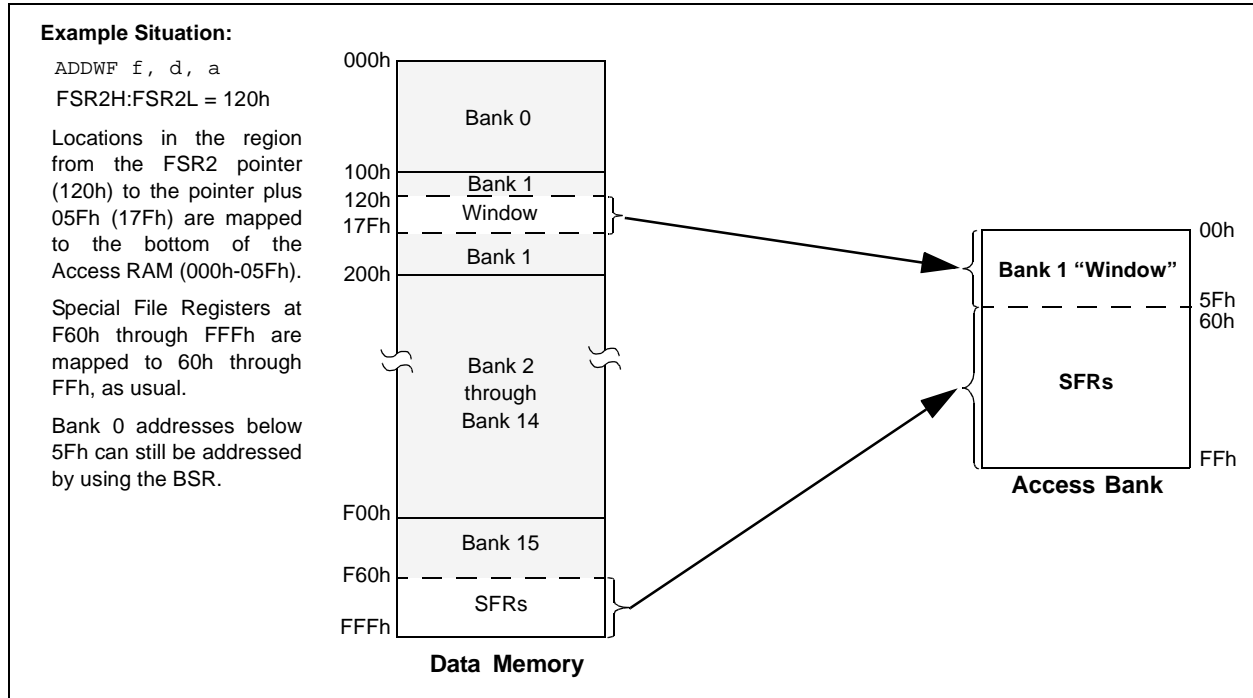 Example Situation:
ADDWF f, d, a
FSR2H:FSR2L = 120h
Locations in the region
from the FSR2 pointer
(120h) to the pointer plus
05Fh (17Fh) are mapped
to the bottom of the
Access RAM (000h-05Fh).
Special File Registers at
F60h through FFFh are
mapped to 60h through
FFh, as usual.
Bank 0 addresses below
5Fh can still be addressed
by using the BSR.
000h
Bank 0
100h
Bank 1
120h
Window
17Fh
Bank 1
200h
Bank 2
through
Bank 14
F00h
Bank 15
F60h
SFRs
FFFh
Data Memory
00h
Bank 1 “Window”
5Fh
60h
SFRs
FFh
Access Bank